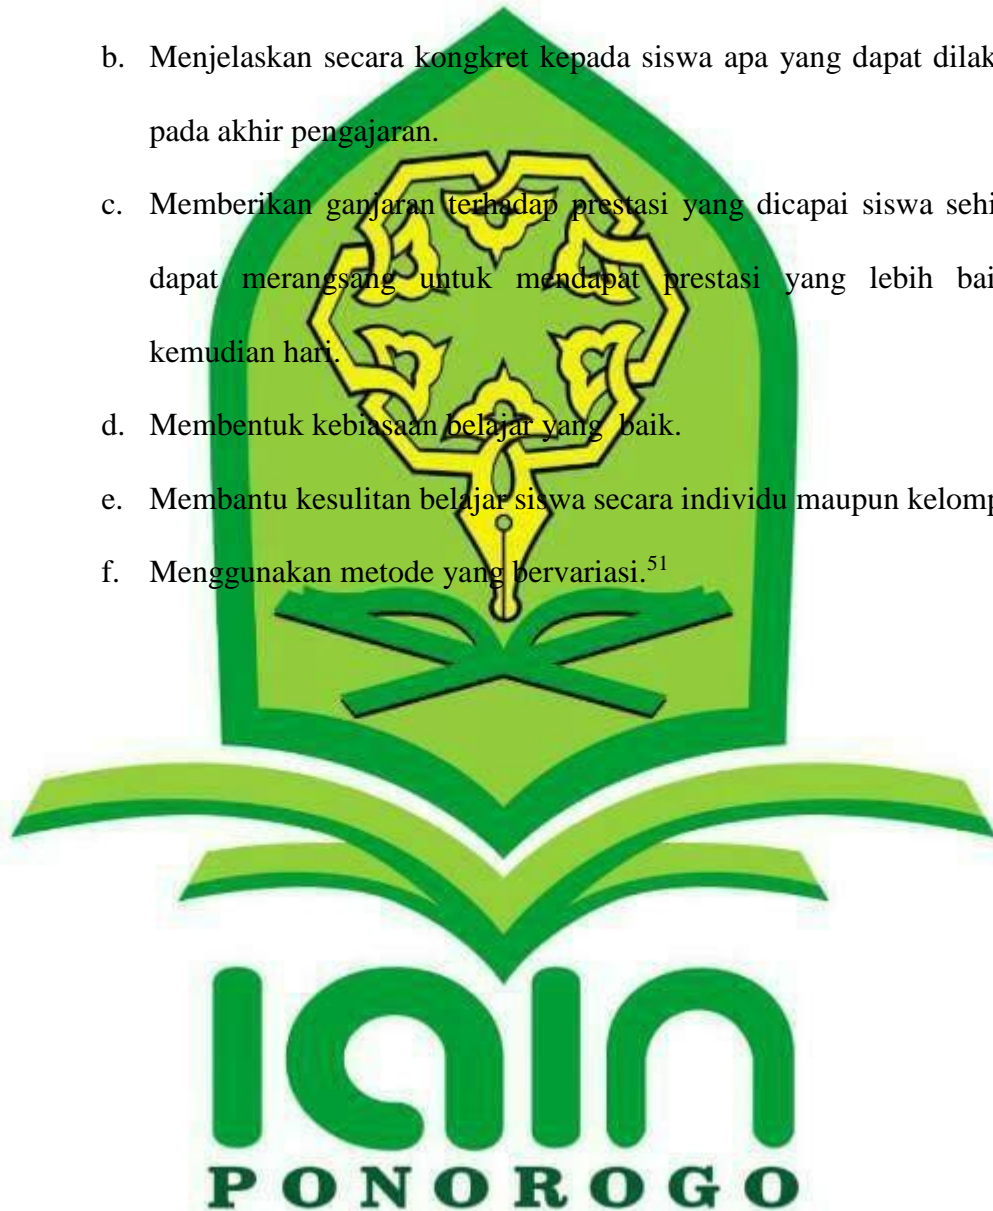 b. Menjelaskan secara kongkret kepada siswa apa yang dapat dilak
pada akhir pengajaran.
c. Memberikan ganjaran terhadap prestasi yang dicapai siswa sehi
dapat merangsang untuk mendapat prestasi yang lebih bai
kemudian hari.
d. Membentuk kebiasaan belajar yang baik.
e. Membantu kesulitan belajar siswa secara individu maupun kelomp
f. Menggunakan metode yang bervariasi.51
iain
PONOROGO